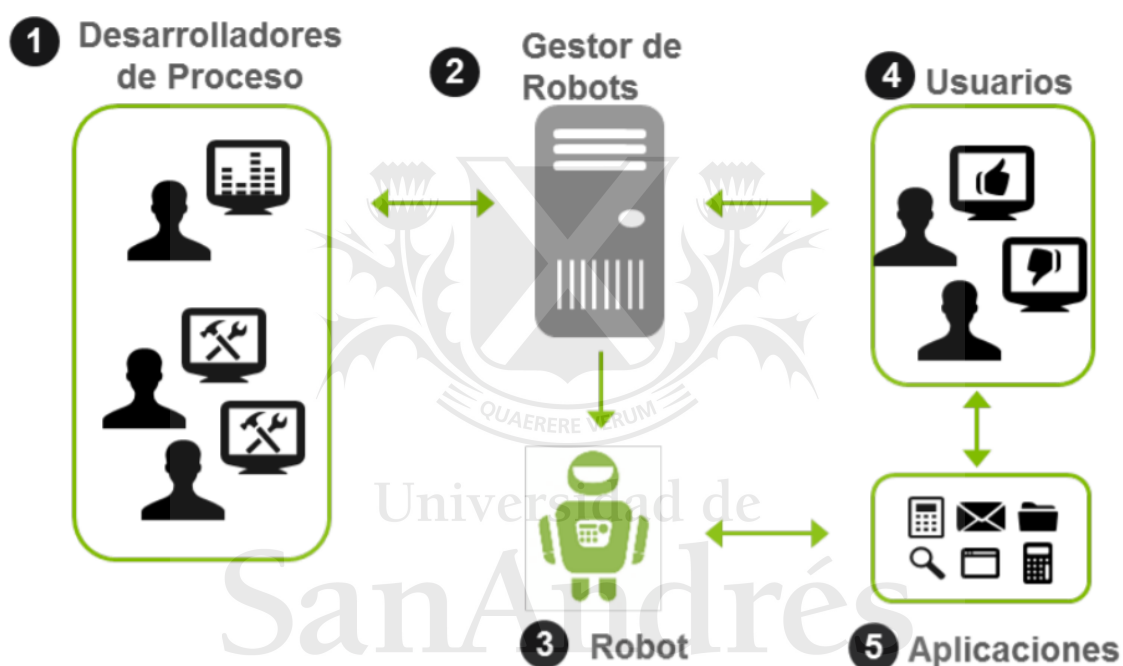 1 Desarrolladores
de Proceso
2 Gestor de
Robots
4 Usuarios
QUAERERE VERUM
Universidad de
SanAndrés
3 Robot
5 Aplicaciones